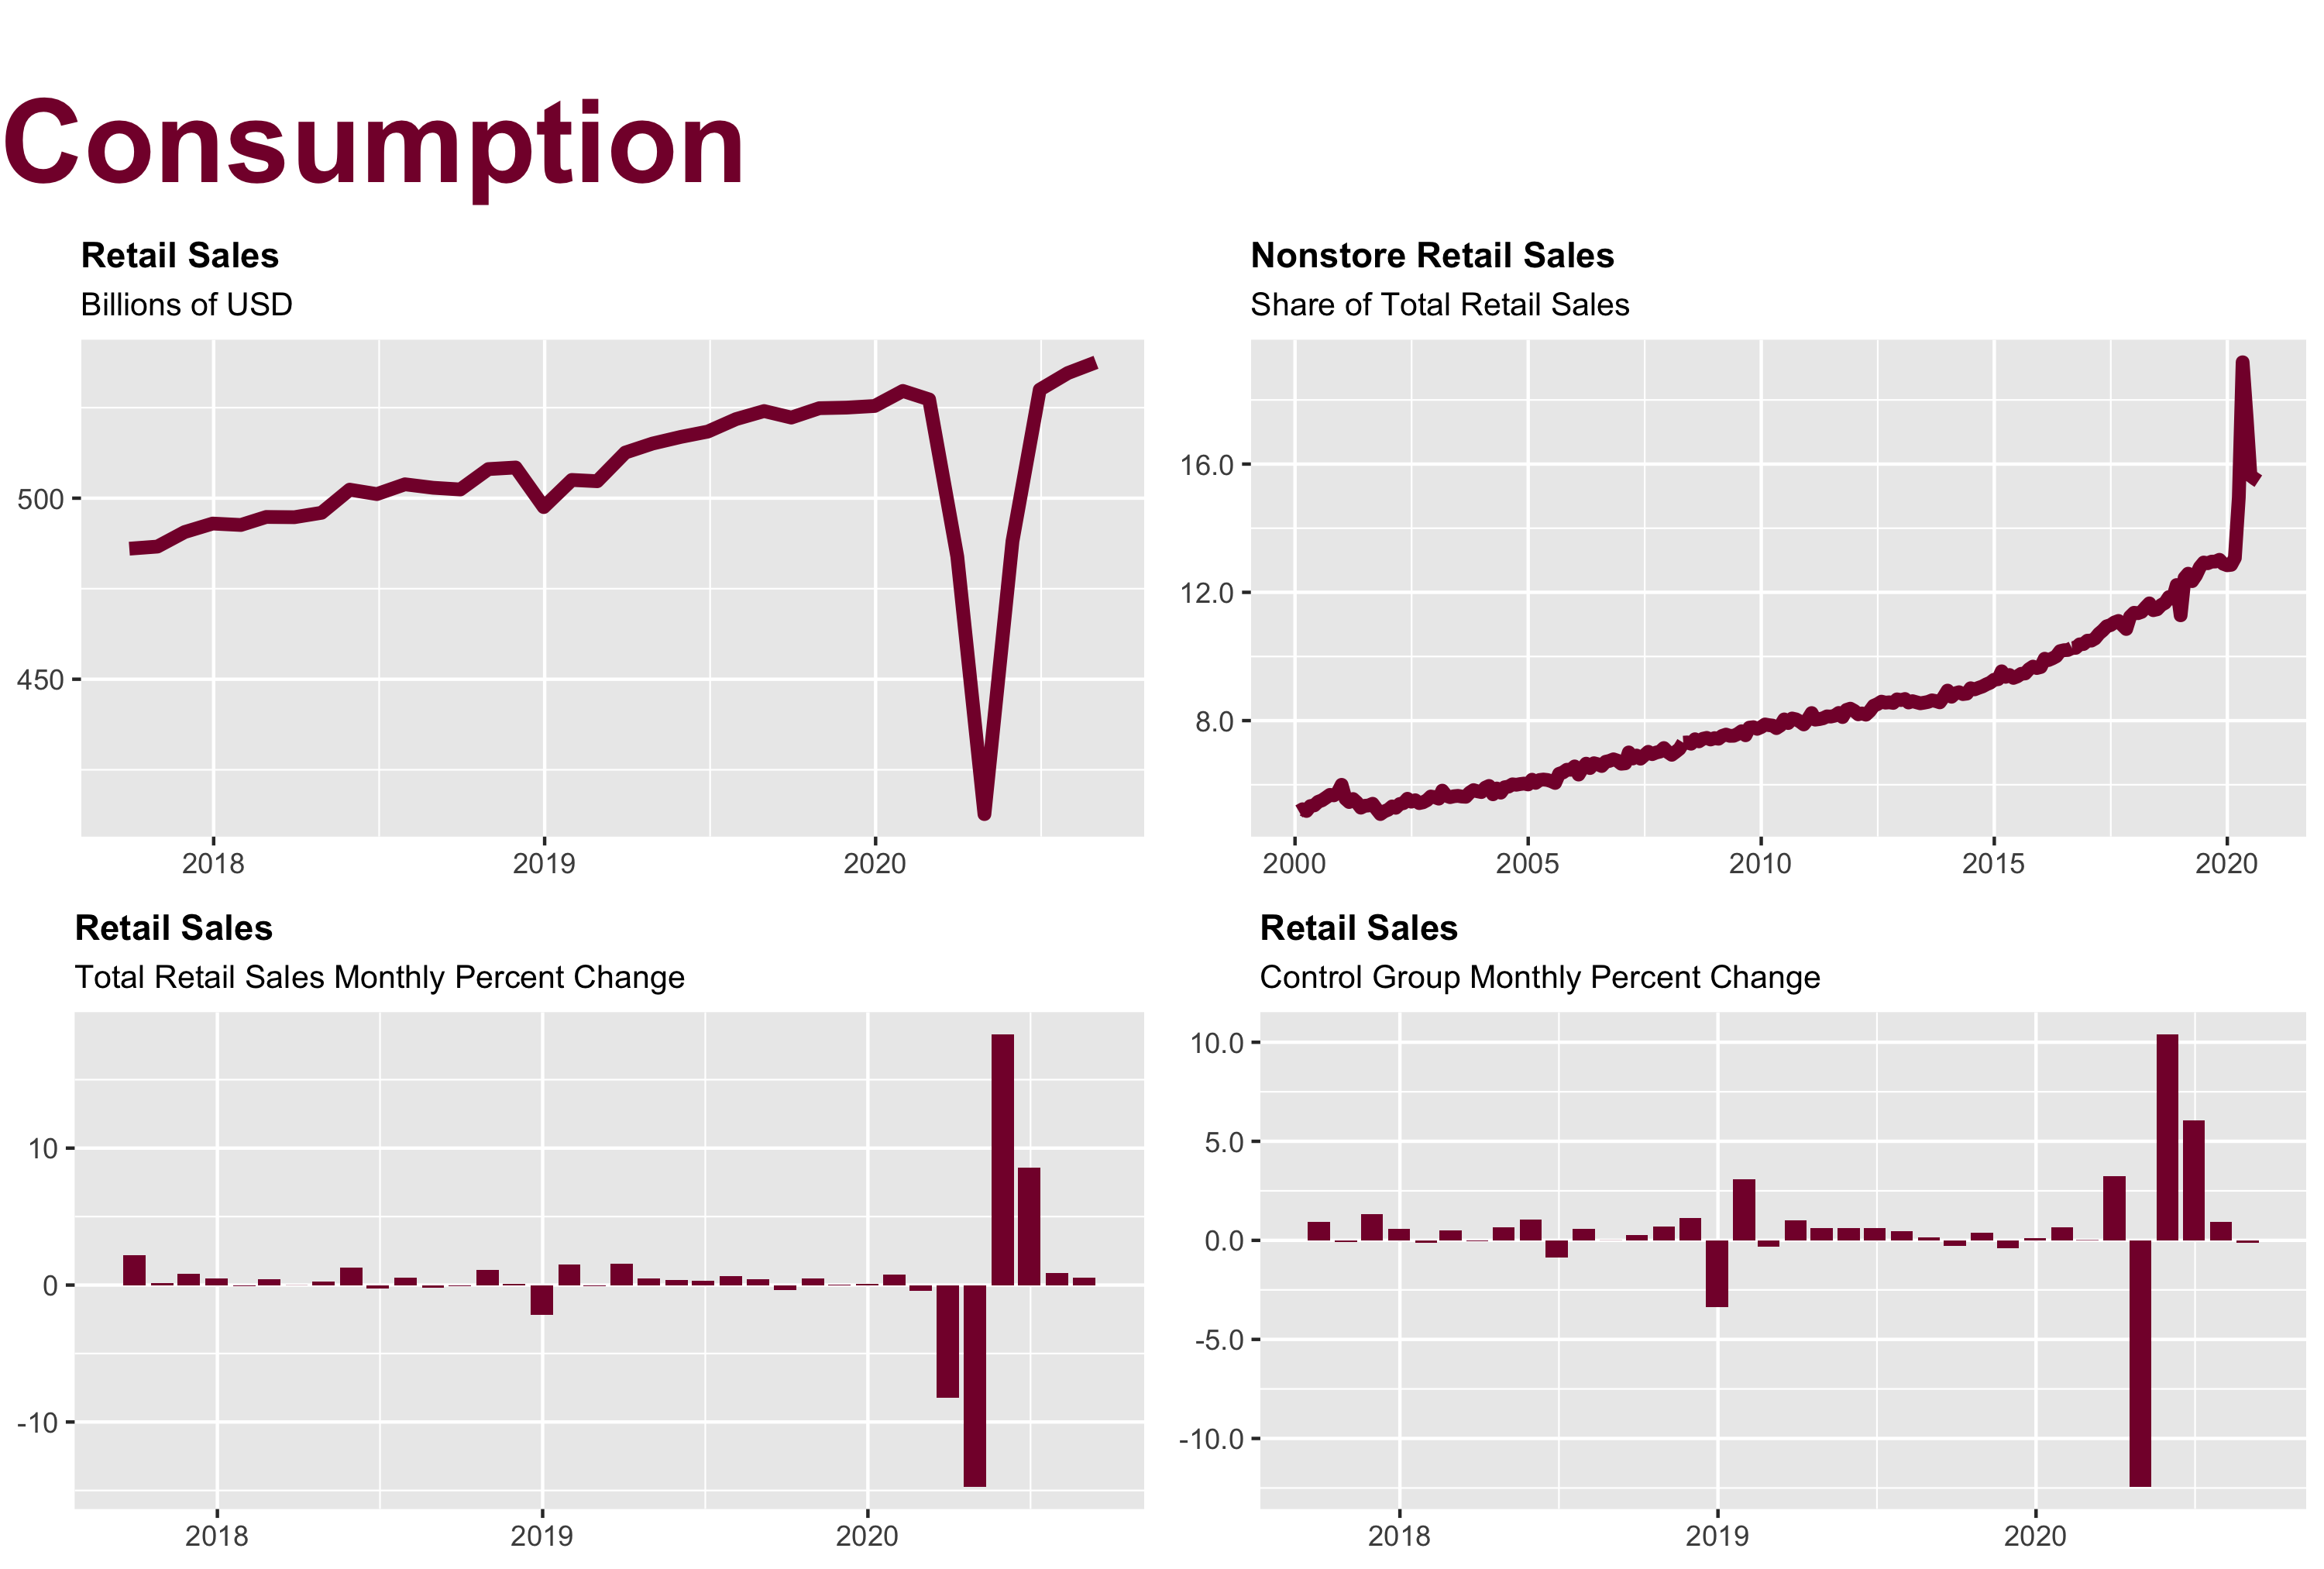 Consumption
Retail Sales
Billions of USD
500
450
2018 2019 2020
Nonstore Retail Sales
Share of Total Retail Sales
16.0
12.0
8.0
2000 2005 2010 2015 2020
Retail Sales
Total Retail Sales Monthly Percent Change
10
0
-10
2018 2019 2020
Retail Sales
Control Group Monthly Percent Change
10.0
5.0
0.0
-5.0
-10.0
2018 2019 2020